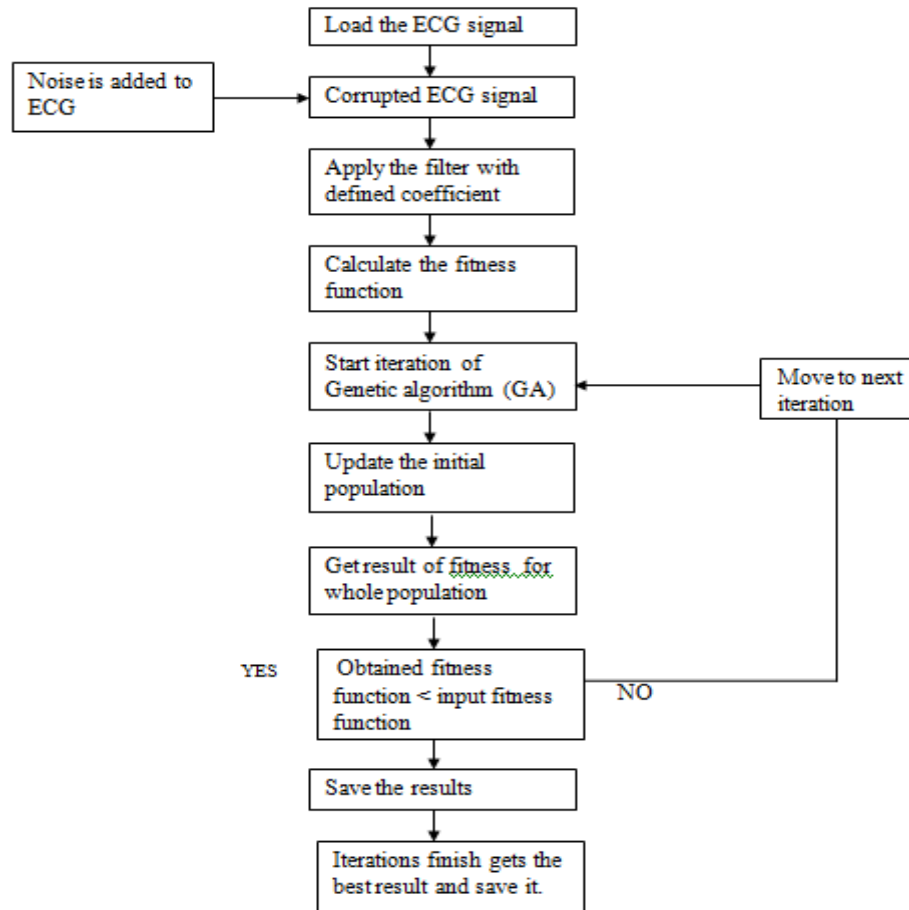 Load the ECG signal
Noise is added to
ECG
Corrupted ECG signal
Apply the filter with
defined coefficient
Calculate the fitness
function
Start iteration of
Genetic algorithm (GA)
Move to next
iteration
Update the initial
population
Get result of fitness for
whole population
YES
Obtained fitness
function < input fitness
function
NO
Save the results
Iterations finish gets the
best result and save it.